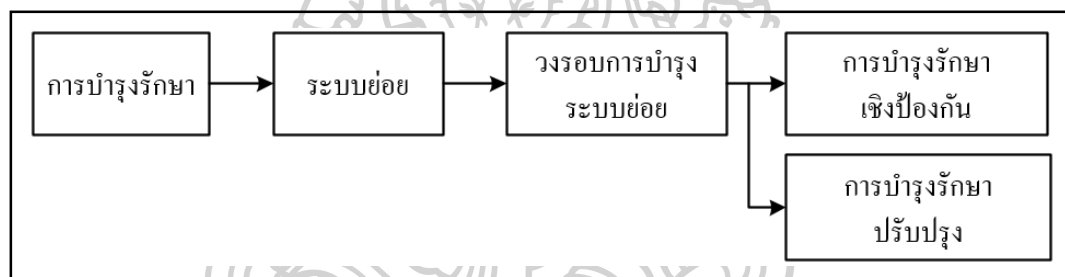 การบำรุงรักษา
ระบบย่อย
วงรอบการบำรุง
ระบบย่อย
การบำรุงรักษา
เชิงป้องกัน
การบำรุงรักษา
ปรับปรุง